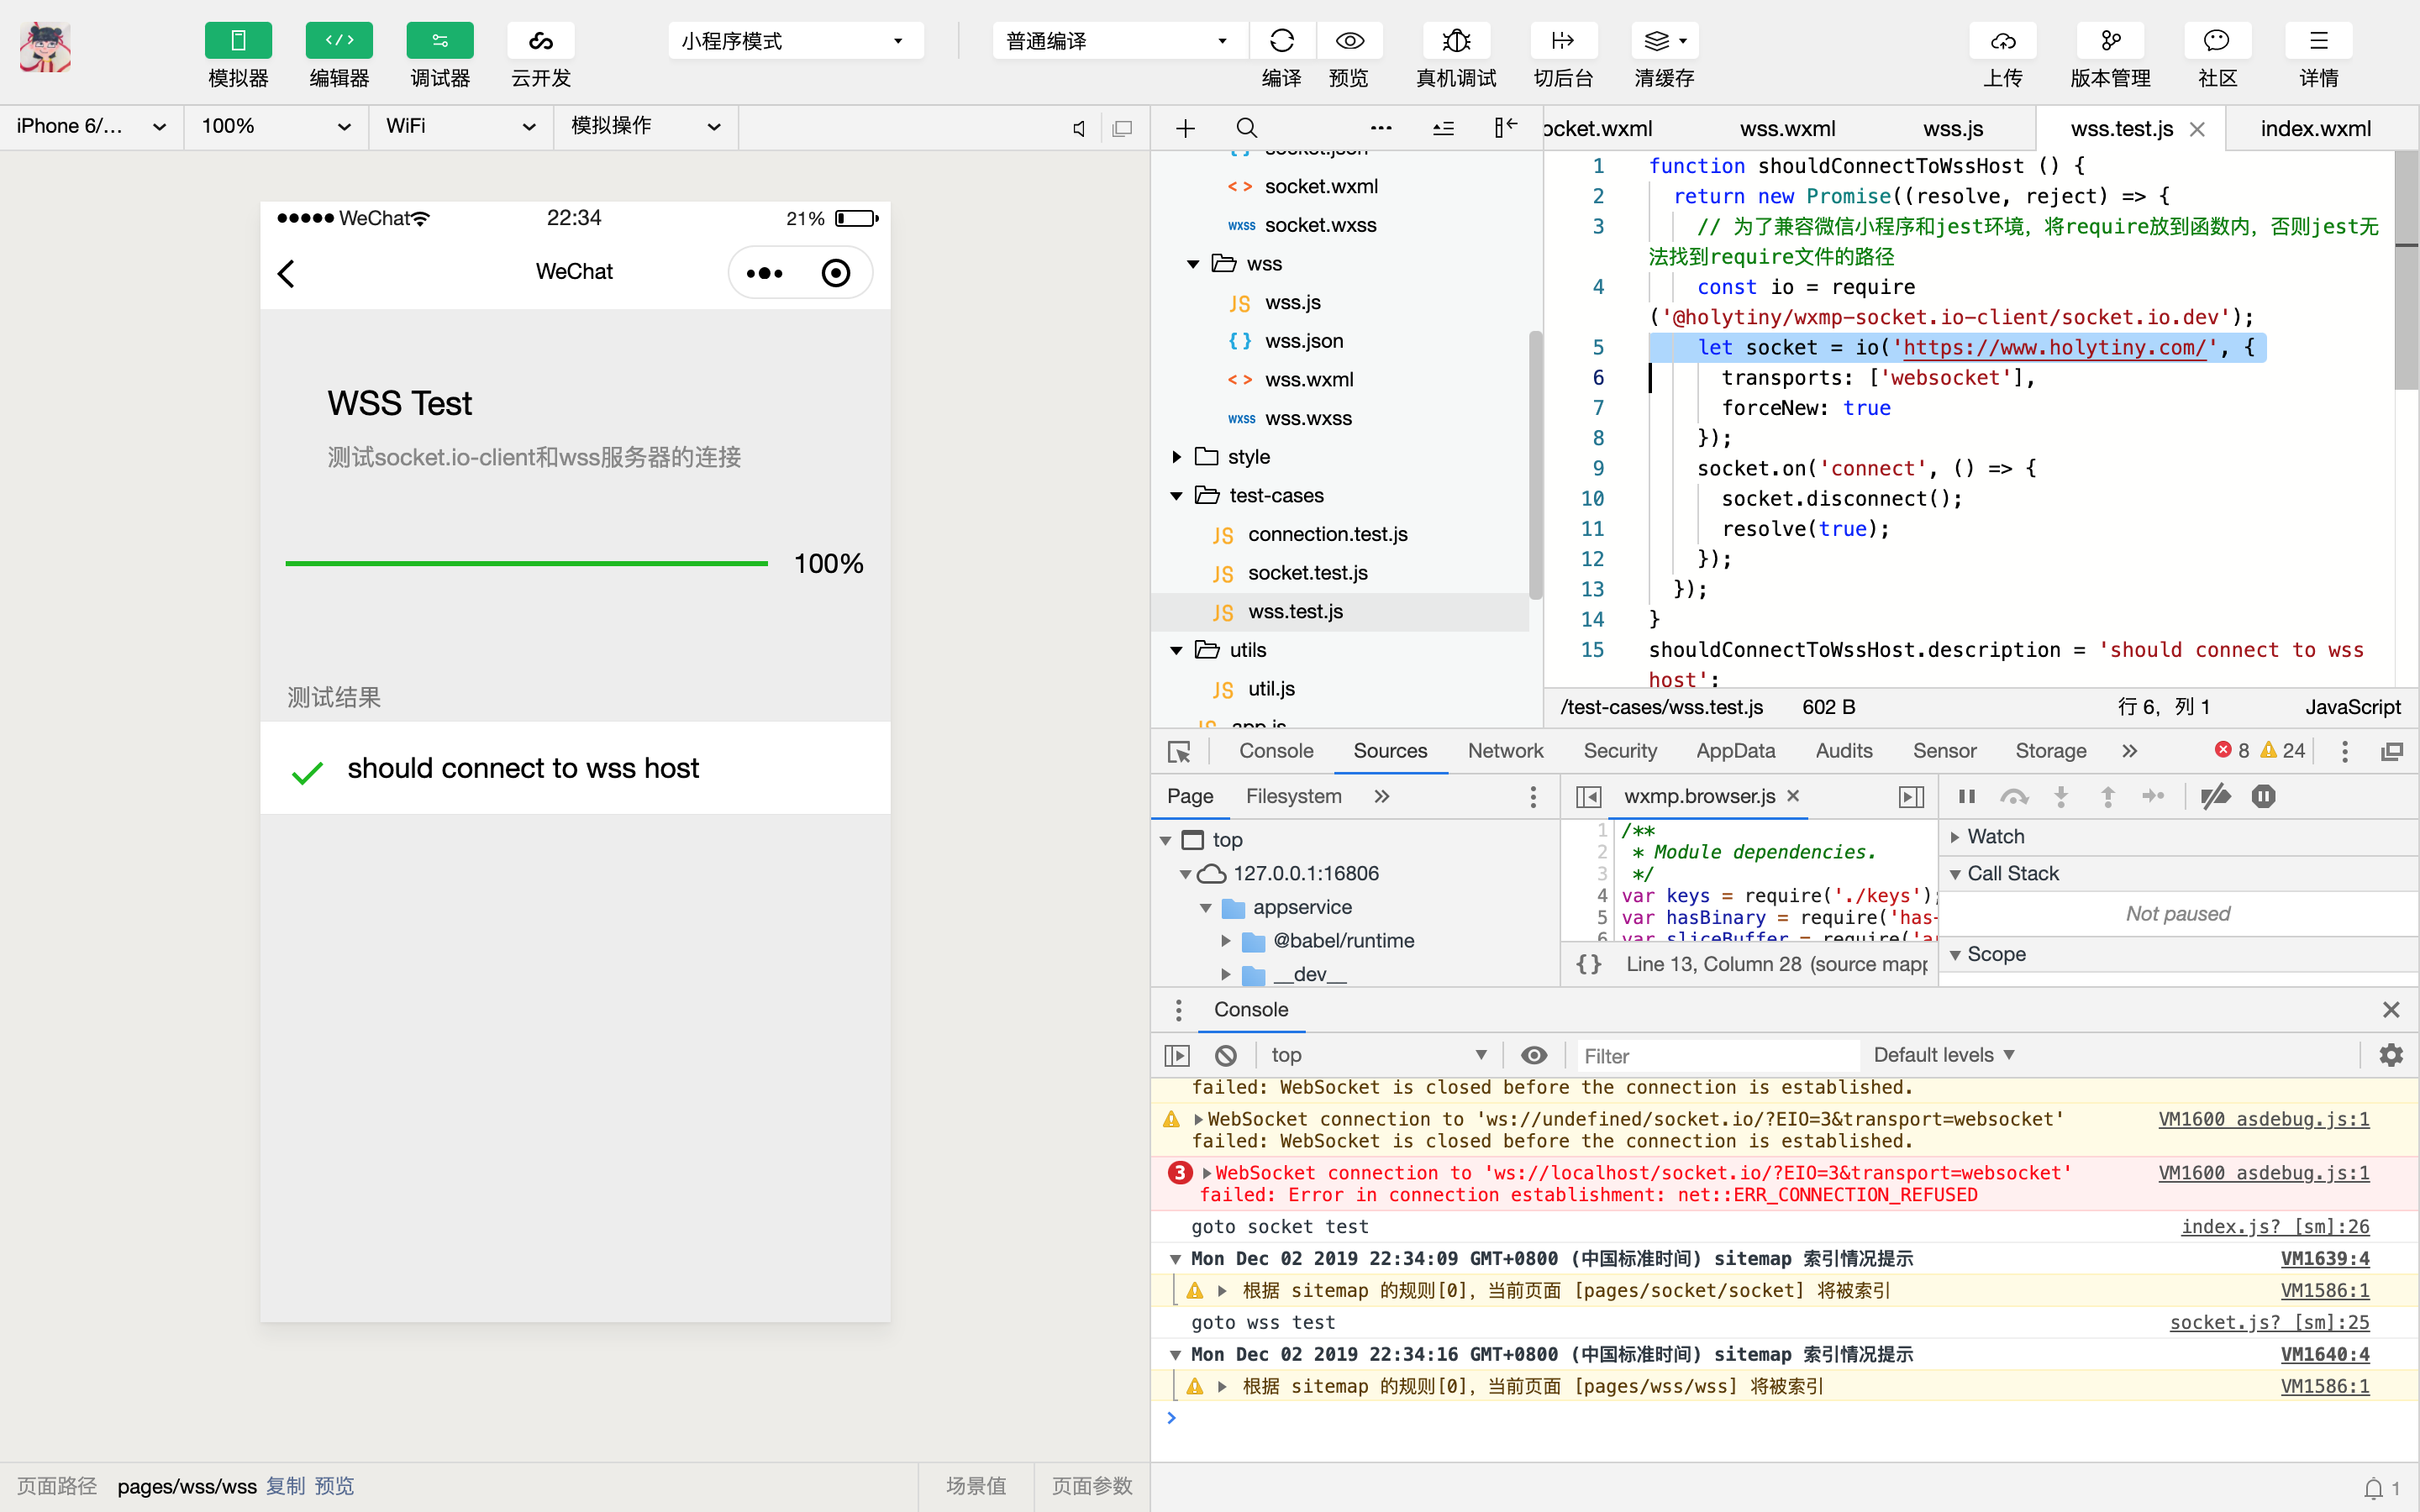 模拟器
编辑器
调试器
云开发
小程序模式
普通编译
编译
预览
真机调试
切后台
清缓存
上传
版本管理
社区
详情
iPhone 6/...
100%
WiFi
模拟操作
WeChat
22:34
21%
WeChat
WSS Test
测试socket.io-client和wss服务器的连接
100%
测试结果
should connect to wss host
页面路径 pages/wss/wss 复制 预览
场景值
页面参数
socket.json
socket.wxml
wxss socket.wxss
wss
JS wss.js
{ } wss.json
< > wss.wxml
wxss wss.wxss
style
test-cases
JS connection.test.js
JS socket.test.js
JS wss.test.js
utils
JS util.js
JS app.js
ocket.wxml
wss.wxml
wss.js
wss.test.js
index.wxml
1 function shouldConnectToWssHost () {
2 return new Promise((resolve, reject) => {
3 // 为了兼容微信小程序和jest环境，将require放到函数内，否则jest无
法找到require文件的路径
4 const io = require
('@holytiny/wxmp-socket.io-client/socket.io.dev');
5 let socket = io('https://www.holytiny.com/', {
6 transports: ['websocket'],
7 forceNew: true
8 });
9 socket.on('connect', () => {
10 socket.disconnect();
11 resolve(true);
12 });
13 });
14 }
15 shouldConnectToWssHost.description = 'should connect to wss
host';
/test-cases/wss.test.js
602 B
行 6，列 1
JavaScript
Console
Sources
Network
Security
AppData
Audits
Sensor
Storage
8
24
Page
Filesystem
top
127.0.0.1:16806
appservice
@babel/runtime
__dev__
wxmp.browser.js
1 /**
2 * Module dependencies.
3 */
4 var keys = require('./keys');
5 var hasBinary = require('has-
6 var sliceBuffer = require('ar
{} Line 13, Column 28 (source mapp
Watch
Call Stack
Not paused
Scope
Console
top
Filter
Default levels
failed: WebSocket is closed before the connection is established.
WebSocket connection to 'ws://undefined/socket.io/?EIO=3&transport=websocket' VM1600 asdebug.js:1
failed: WebSocket is closed before the connection is established.
3 WebSocket connection to 'ws://localhost/socket.io/?EIO=3&transport=websocket' VM1600 asdebug.js:1
failed: Error in connection establishment: net::ERR_CONNECTION_REFUSED
goto socket test index.js? [sm]:26
Mon Dec 02 2019 22:34:09 GMT+0800 (中国标准时间) sitemap 索引情况提示 VM1639:4
根据 sitemap 的规则[0]，当前页面 [pages/socket/socket] 将被索引 VM1586:1
goto wss test socket.js? [sm]:25
Mon Dec 02 2019 22:34:16 GMT+0800 (中国标准时间) sitemap 索引情况提示 VM1640:4
根据 sitemap 的规则[0]，当前页面 [pages/wss/wss] 将被索引 VM1586:1
1